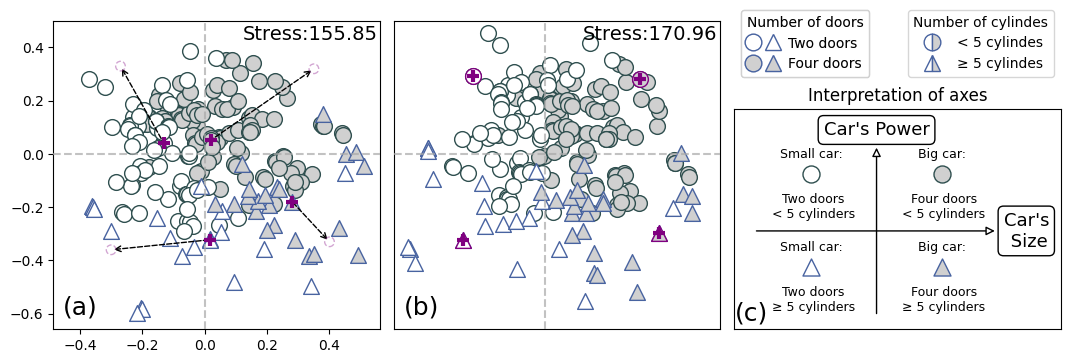 Stress:155.85
0.4
0.2
0.0
−0.2
−0.4
−0.6
(a)
−0.4
−0.2
0.0
0.2
0.4
Stress:170.96
(b)
Number of doors
Two doors
Four doors
Number of cylindes
< 5 cylindes
≥ 5 cylindes
Interpretation of axes
Car's Power
Small car:
Big car:
Two doors
< 5 cylinders
Four doors
< 5 cylinders
Car's
Size
Small car:
Big car:
Two doors
≥ 5 cylinders
Four doors
≥ 5 cylinders
(c)